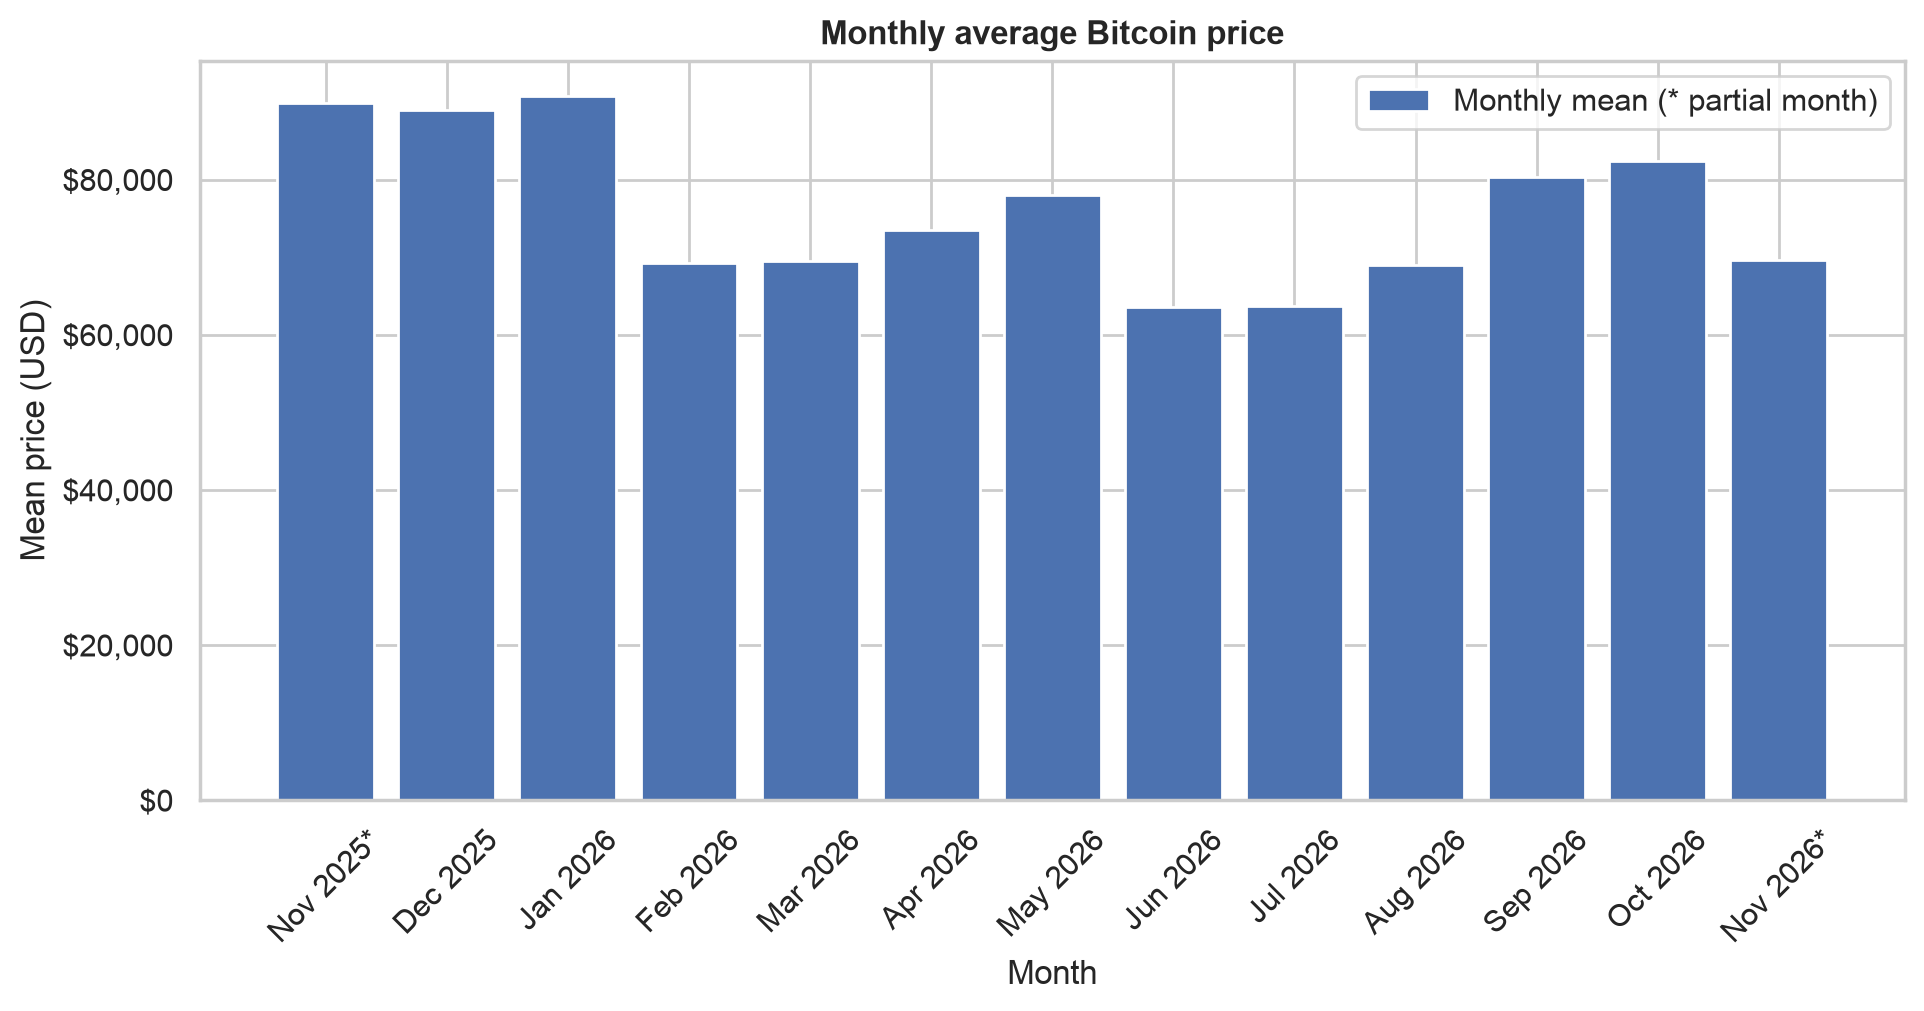 Monthly average Bitcoin price
Monthly mean (* partial month)
Mean price (USD)
$80,000
$60,000
$40,000
$20,000
$0
Nov 2025*
Dec 2025
Jan 2026
Feb 2026
Mar 2026
Apr 2026
May 2026
Jun 2026
Jul 2026
Aug 2026
Sep 2026
Oct 2026
Nov 2026*
Month